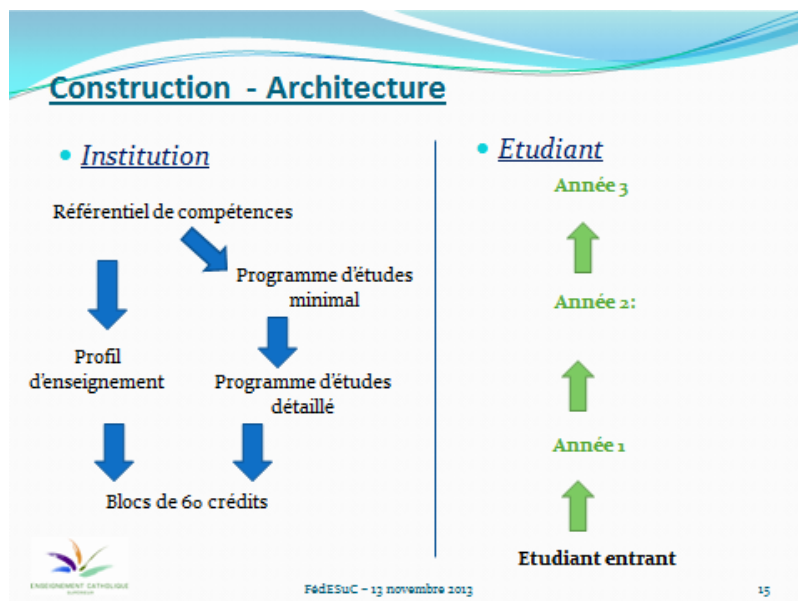 Construction - Architecture
• Institution
Référentiel de compétences
Programme d'études
minimal
Profil
d'enseignement
Programme d'études
détaillé
Blocs de 60 crédits
• Etudiant
Année 3
Année 2:
Année 1
Etudiant entrant
ENSEIGNEMENT CATHOLIQUE
FédESuC – 13 novembre 2013
15